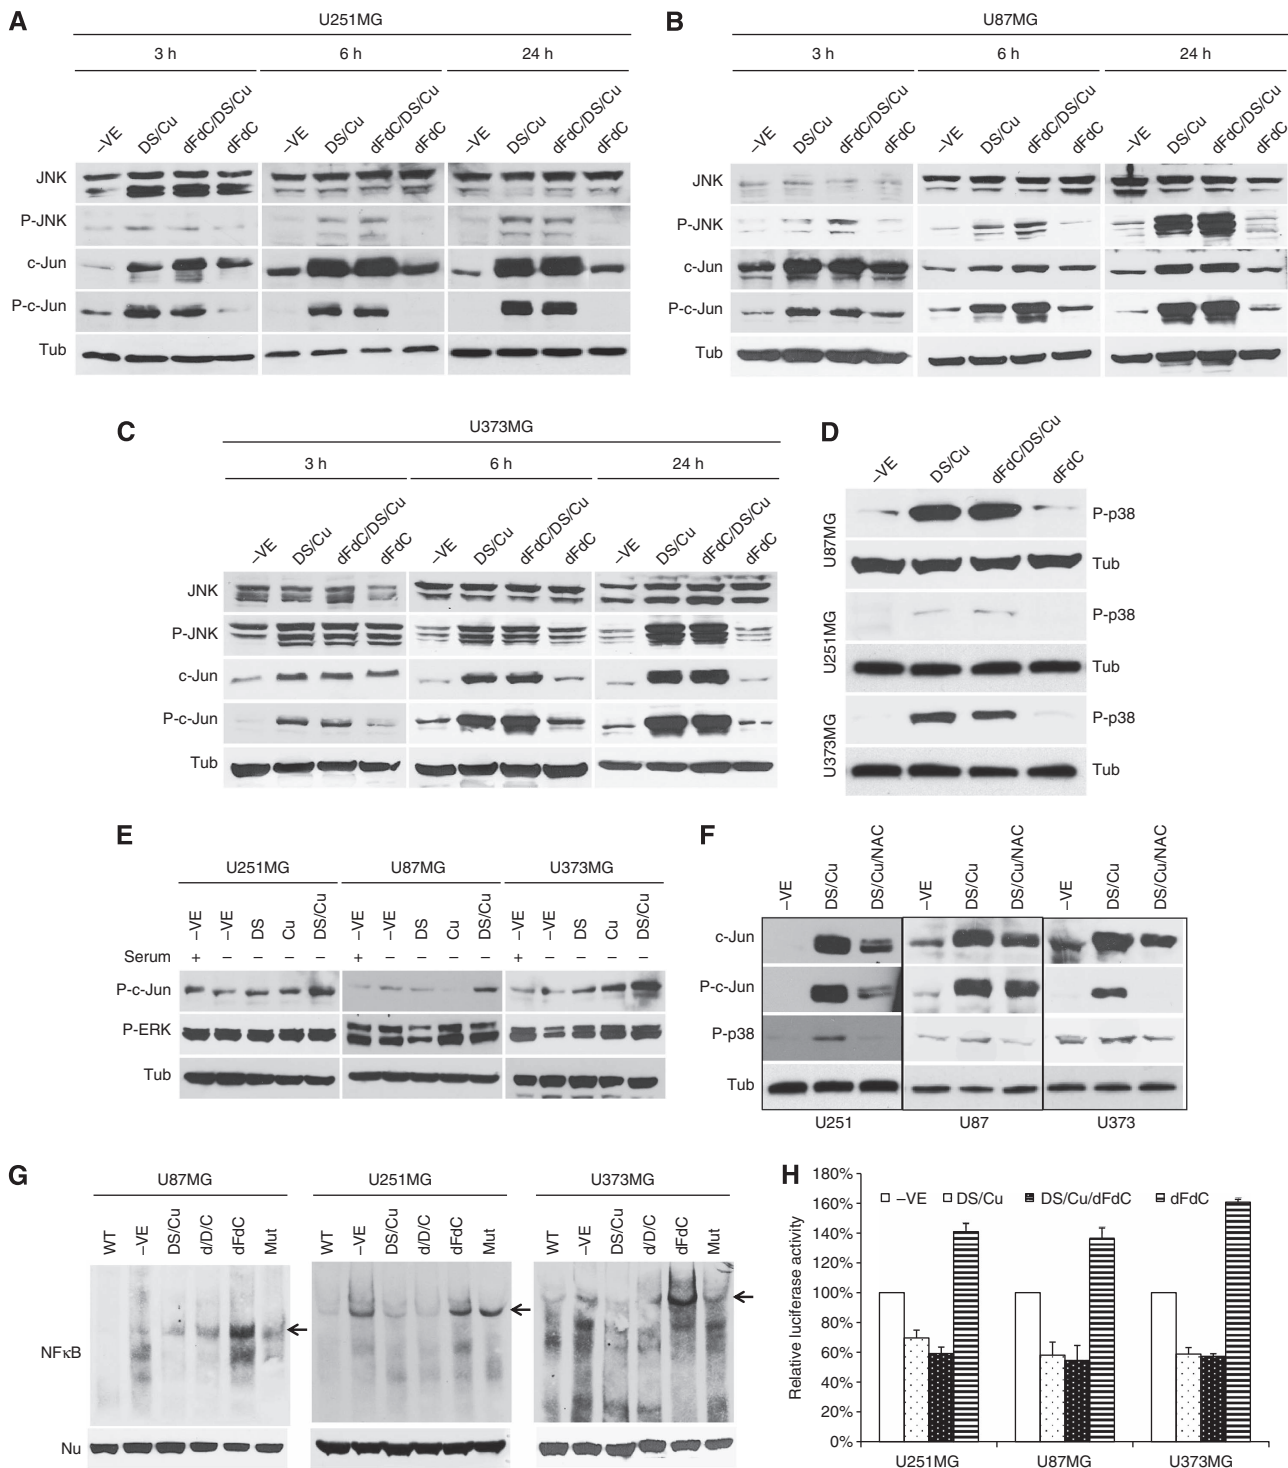 A
U251MG
3 h 6 h 24 h
–VE DS/Cu dFdC/DS/Cu dFdC –VE DS/Cu dFdC/DS/Cu dFdC –VE DS/Cu dFdC/DS/Cu dFdC
JNK
P-JNK
c-Jun
P-c-Jun
Tub
B
U87MG
3 h 6 h 24 h
–VE DS/Cu dFdC/DS/Cu dFdC –VE DS/Cu dFdC/DS/Cu dFdC –VE DS/Cu dFdC/DS/Cu dFdC
JNK
P-JNK
c-Jun
P-c-Jun
Tub
C
U373MG
3 h 6 h 24 h
–VE DS/Cu dFdC/DS/Cu dFdC –VE DS/Cu dFdC/DS/Cu dFdC –VE DS/Cu dFdC/DS/Cu dFdC
JNK
P-JNK
c-Jun
P-c-Jun
Tub
D
–VE DS/Cu dFdC/DS/Cu dFdC
U87MG
P-p38
Tub
U251MG
P-p38
Tub
U373MG
P-p38
Tub
E
U251MG U87MG U373MG
–VE –VE DS Cu DS/Cu –VE –VE DS Cu DS/Cu –VE –VE DS Cu DS/Cu
Serum + – – – – + – – – – + – – – –
P-c-Jun
P-ERK
Tub
F
–VE DS/Cu DS/Cu/NAC –VE DS/Cu DS/Cu/NAC –VE DS/Cu DS/Cu/NAC
c-Jun
P-c-Jun
P-p38
Tub
U251 U87 U373
G
U87MG U251MG U373MG
WT –VE DS/Cu d/D/C dFdC Mut WT –VE DS/Cu d/D/C dFdC Mut WT –VE DS/Cu d/D/C dFdC Mut
NFκB
Nu
H
–VE DS/Cu DS/Cu/dFdC dFdC
Relative luciferase activity
180%
160%
140%
120%
100%
80%
60%
40%
20%
0%
U251MG U87MG U373MG